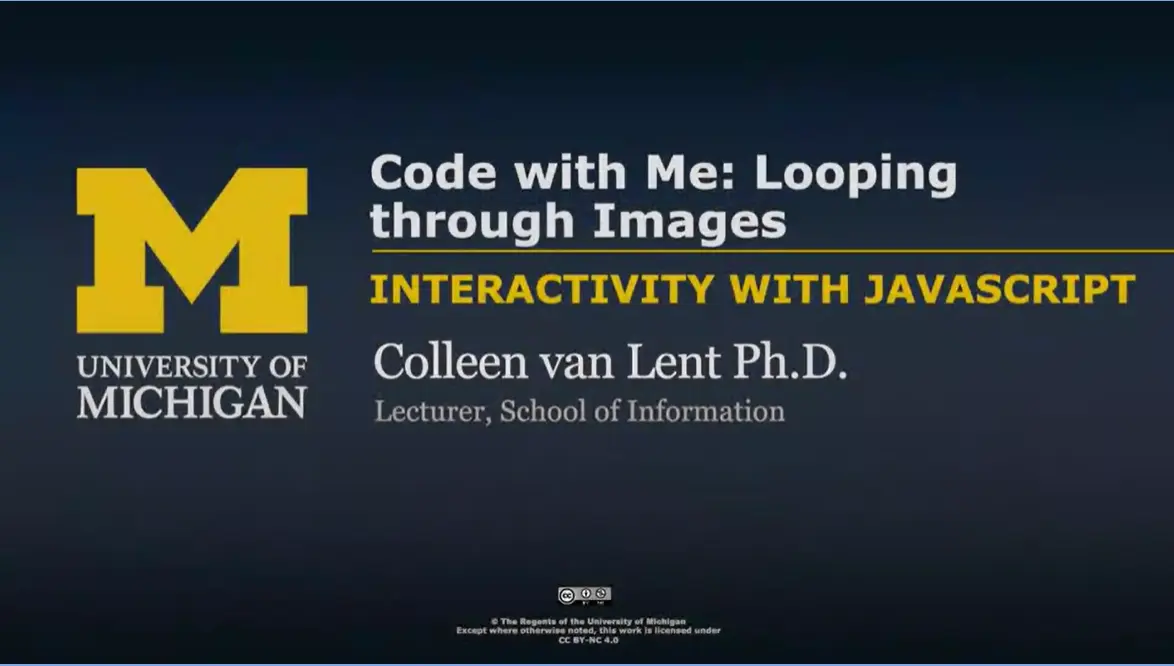 Code with Me: Looping
through Images
INTERACTIVITY WITH JAVASCRIPT
Colleen van Lent Ph.D.
Lecturer, School of Information
M
UNIVERSITY OF
MICHIGAN
© The Regents of the University of Michigan
Except where otherwise noted, this work is licensed under
CC BY-NC 4.0